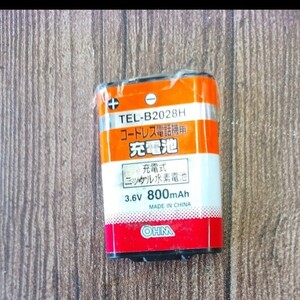 + −
TEL-B2028H
コードレス電話機用
充電池
充電式
ニッケル水素電池
3.6V 800mAh
MADE IN CHINA
OHM